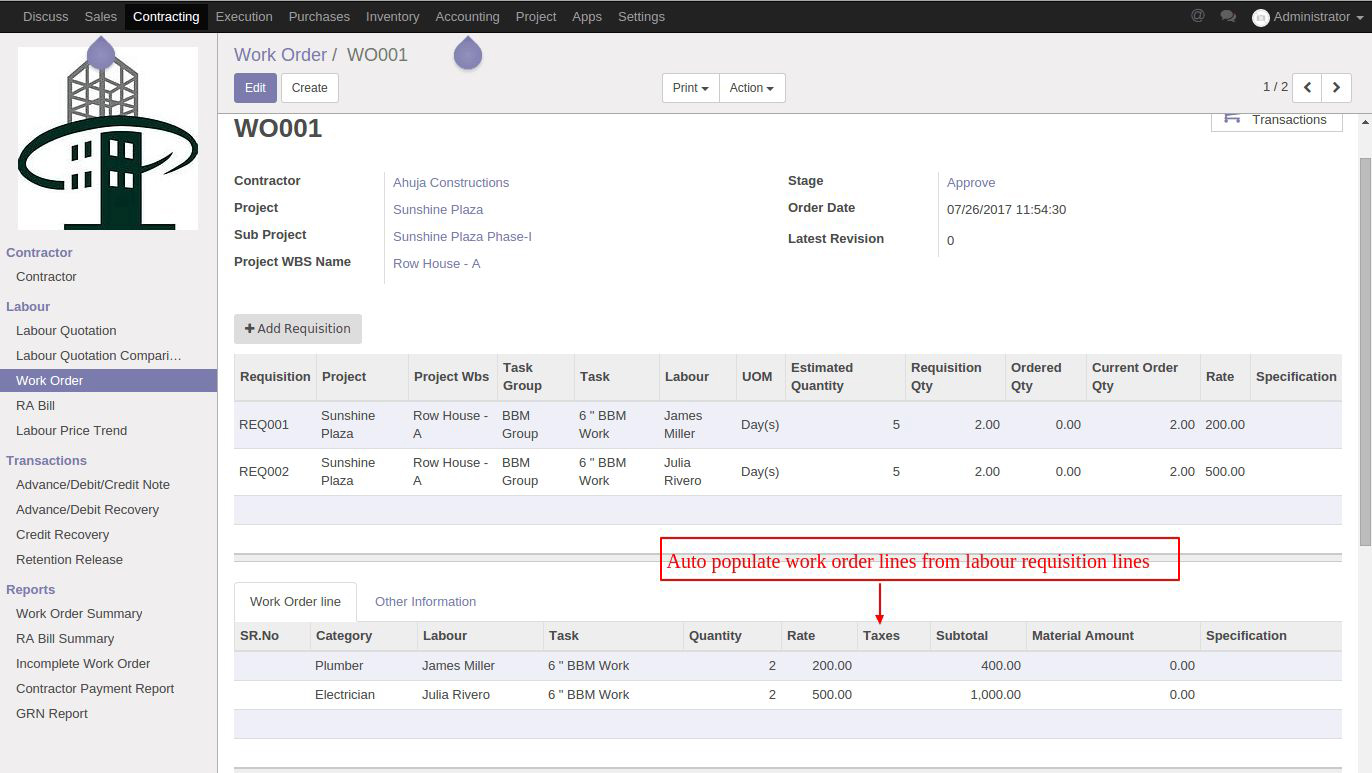 Discuss Sales Contracting Execution Purchases Inventory Accounting Project Apps Settings @ Administrator
Work Order / WO001
Edit Create Print Action 1 / 2
WO001 Transactions
Contractor Ahuja Constructions Stage Approve
Project Sunshine Plaza Order Date 07/26/2017 11:54:30
Sub Project Sunshine Plaza Phase-I Latest Revision 0
Project WBS Name Row House - A
Contractor
Contractor
Labour
Labour Quotation
Labour Quotation Compari…
Work Order
RA Bill
Labour Price Trend
Transactions
Advance/Debit/Credit Note
Advance/Debit Recovery
Credit Recovery
Retention Release
Reports
Work Order Summary
RA Bill Summary
Incomplete Work Order
Contractor Payment Report
GRN Report
Add Requisition
Requisition Project Project Wbs Task Group Task Labour UOM Estimated Quantity Requisition Qty Ordered Qty Current Order Qty Rate Specification
REQ001 Sunshine Plaza Row House - A BBM Group 6 " BBM Work James Miller Day(s) 5 2.00 0.00 2.00 200.00
REQ002 Sunshine Plaza Row House - A BBM Group 6 " BBM Work Julia Rivero Day(s) 5 2.00 0.00 2.00 500.00
Auto populate work order lines from labour requisition lines
Work Order line Other Information
SR.No Category Labour Task Quantity Rate Taxes Subtotal Material Amount Specification
Plumber James Miller 6 " BBM Work 2 200.00 400.00 0.00
Electrician Julia Rivero 6 " BBM Work 2 500.00 1,000.00 0.00